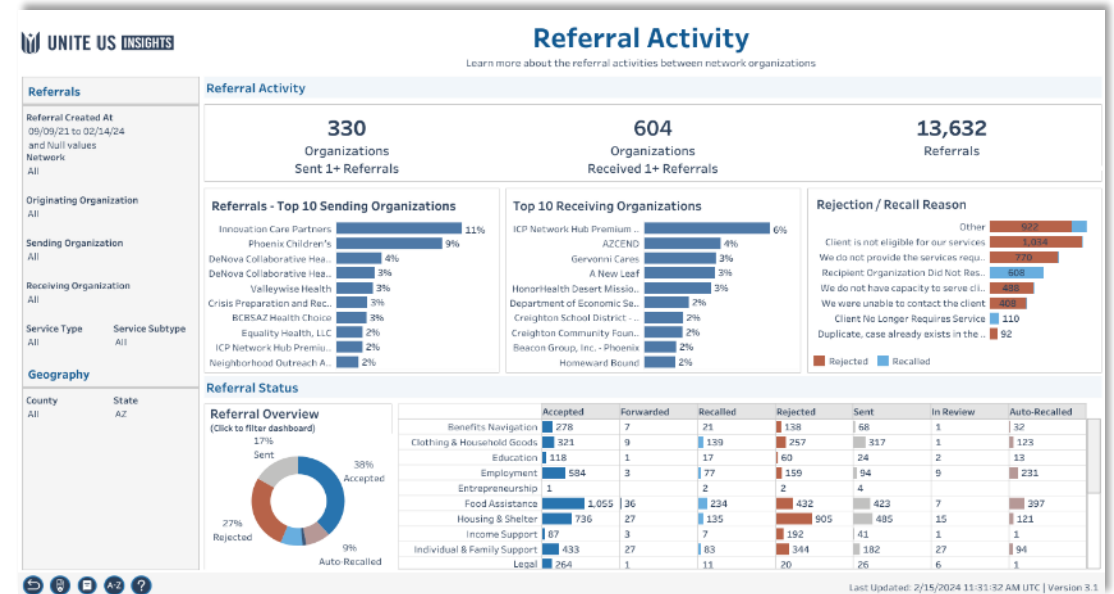 UNITE US INSIGHTS
Referral Activity
Learn more about the referral activities between network organizations
Referrals
Referral Created At
09/09/21 to 02/14/24
and Null values
Network
All
Originating Organization
All
Sending Organization
All
Receiving Organization
All
Service Type Service Subtype
All All
Geography
County State
All AZ
Referral Activity
330
Organizations
Sent 1+ Referrals
604
Organizations
Received 1+ Referrals
13,632
Referrals
Referrals - Top 10 Sending Organizations
Innovation Care Partners 11%
Phoenix Children's 9%
DeNova Collaborative Hea.. 4%
DeNova Collaborative Hea.. 3%
Valleywise Health 3%
Crisis Preparation and Rec.. 3%
BCBSAZ Health Choice 3%
Equality Health, LLC 2%
ICP Network Hub Premiu.. 2%
Neighborhood Outreach A.. 2%
Top 10 Receiving Organizations
ICP Network Hub Premium .. 6%
AZCEND 4%
Gervonni Cares 3%
A New Leaf 3%
HonorHealth Desert Missio.. 3%
Department of Economic Se.. 2%
Creighton School District -.. 2%
Creighton Community Foun.. 2%
Beacon Group, Inc. - Phoenix 2%
Homeward Bound 2%
Rejection / Recall Reason
Other 922
Client is not eligible for our services 1,034
We do not provide the services requ.. 770
Recipient Organization Did Not Res.. 608
We do not have capacity to serve cli.. 488
We were unable to contact the client 408
Client No Longer Requires Service 110
Duplicate, case already exists in the .. 92
Rejected Recalled
Referral Status
Referral Overview
(Click to filter dashboard)
17%
Sent
38%
Accepted
27%
Rejected
9%
Auto-Recalled
Accepted Forwarded Recalled Rejected Sent In Review Auto-Recalled
Benefits Navigation 278 7 21 138 68 1 32
Clothing & Household Goods 321 9 139 257 317 1 123
Education 118 1 17 60 24 2 13
Employment 584 3 77 159 94 9 231
Entrepreneurship 1 2 2 4
Food Assistance 1,055 36 234 432 423 7 397
Housing & Shelter 736 27 135 905 485 15 121
Income Support 87 3 7 192 41 1 1
Individual & Family Support 433 27 83 344 182 27 94
Legal 264 1 11 20 26 6 1
A-Z ?
Last Updated: 2/15/2024 11:31:32 AM UTC | Version 3.1